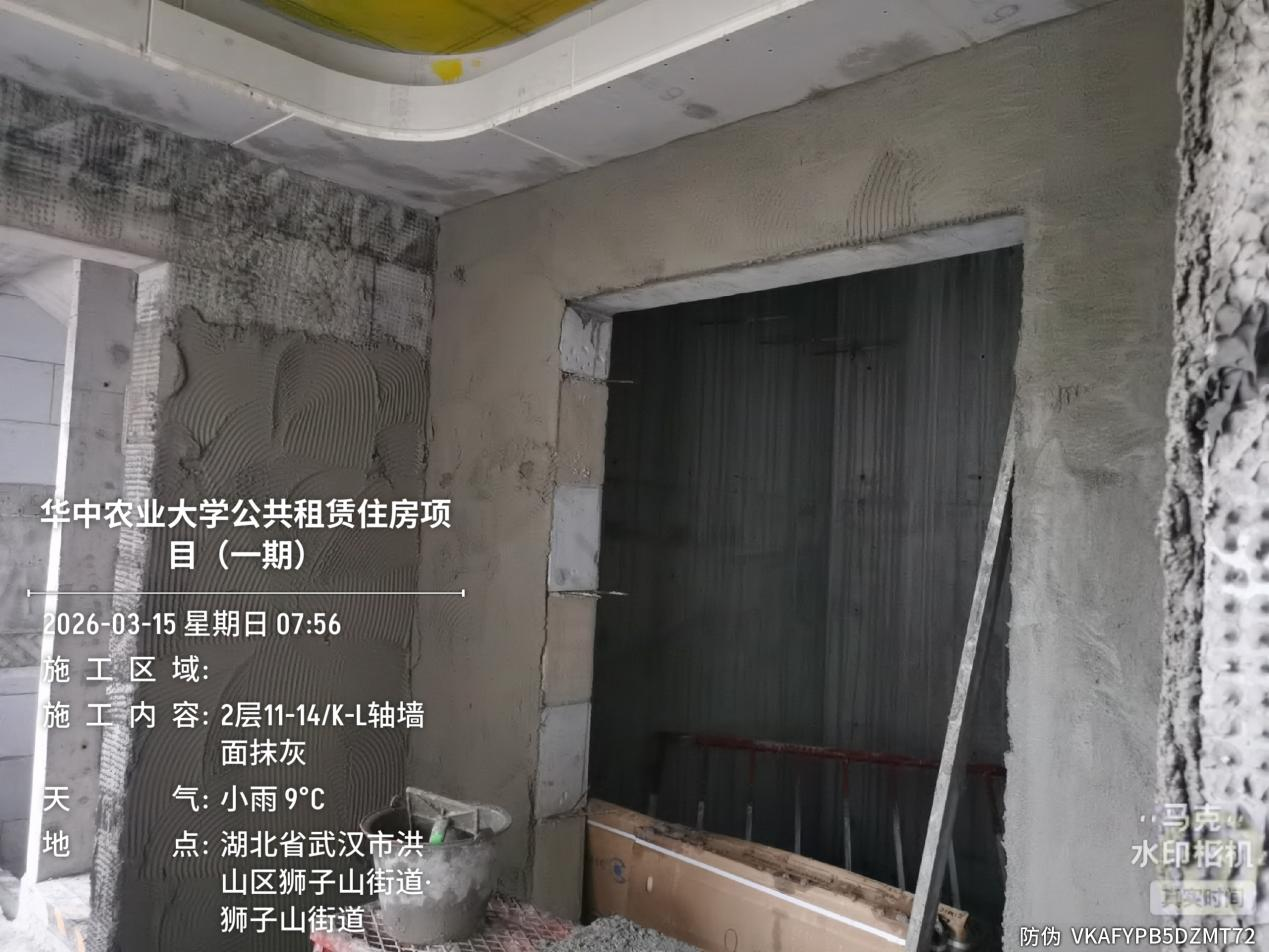 华中农业大学公共租赁住房项
目（一期）
2026-03-15 星期日 07:56
施工区域:
施工内容: 2层11-14/K-L轴墙
面抹灰
天气: 小雨 9°C
地点: 湖北省武汉市洪
山区狮子山街道·
狮子山街道
马克
水印相机
真实时间
防伪 VKAFYPB5DZMT72